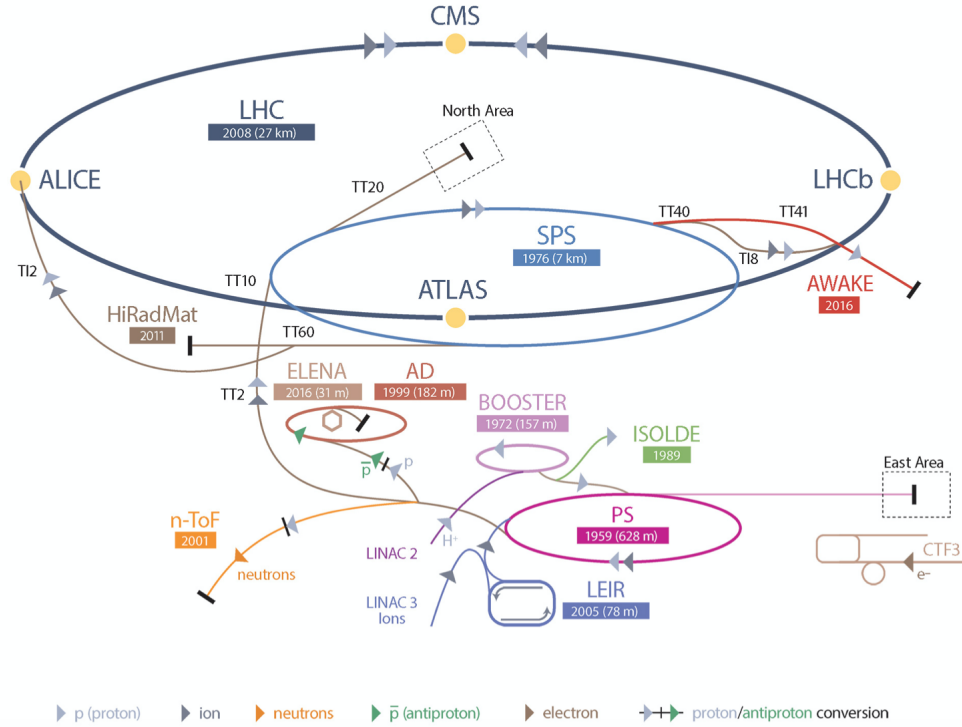 CMS
LHC
2008 (27 km)
North Area
ALICE
TT20
LHCb
TT40
TT41
SPS
1976 (7 km)
TI2
TT10
TI8
ATLAS
AWAKE
2016
HiRadMat
2011
TT60
ELENA
2016 (31 m)
AD
1999 (182 m)
TT2
BOOSTER
1972 (157 m)
ISOLDE
1989
p̅
p
East Area
n-ToF
2001
PS
1959 (628 m)
H⁺
LINAC 2
neutrons
CTF3
e-
LEIR
2005 (78 m)
LINAC 3
Ions
p (proton)
ion
neutrons
p̅ (antiproton)
electron
proton/antiproton conversion